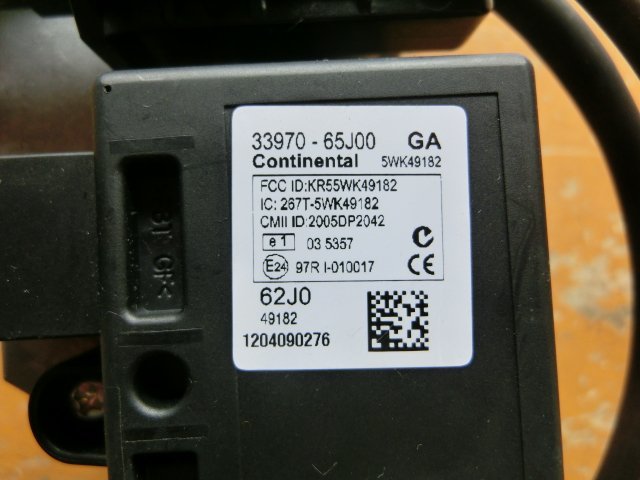 33970 - 65J00 GA
Continental 5WK49182
FCC ID:KR55WK49182
IC: 267T-5WK49182
CMII ID:2005DP2042
e1 03 5357
E24 97R I-010017 CE
62J0
49182
1204090276